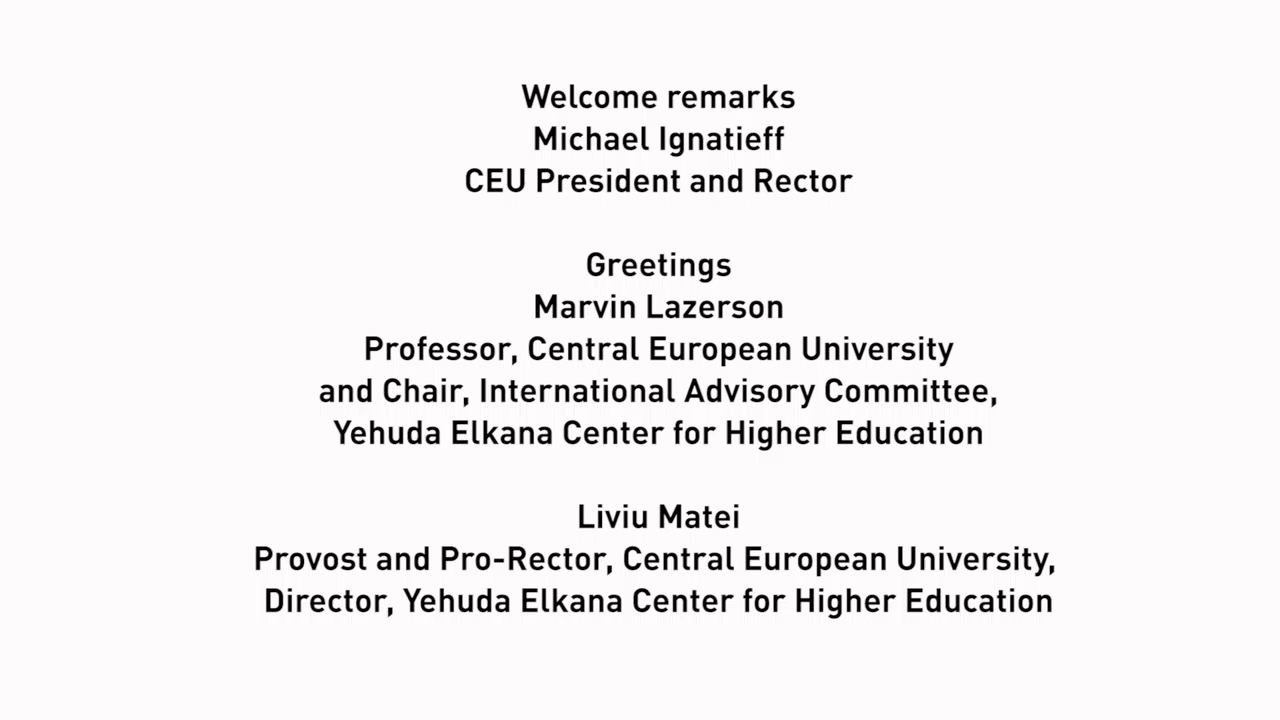 Welcome remarks
Michael Ignatieff
CEU President and Rector
Greetings
Marvin Lazerson
Professor, Central European University
and Chair, International Advisory Committee,
Yehuda Elkana Center for Higher Education
Liviu Matei
Provost and Pro-Rector, Central European University,
Director, Yehuda Elkana Center for Higher Education